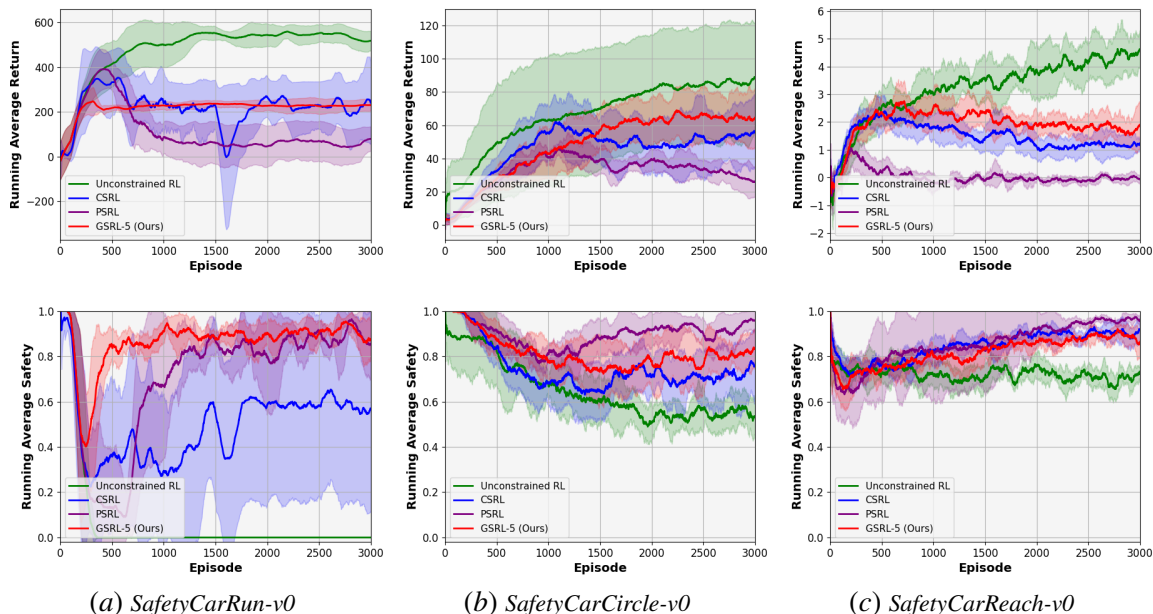 600
400
200
0
−200
0
500
1000
1500
2000
2500
3000
Running Average Return
Episode
Unconstrained RL
CSRL
PSRL
GSRL-5 (Ours)
120
100
80
60
40
20
0
0
500
1000
1500
2000
2500
3000
Running Average Return
Episode
Unconstrained RL
CSRL
PSRL
GSRL-5 (Ours)
6
5
4
3
2
1
0
−1
−2
0
500
1000
1500
2000
2500
3000
Running Average Return
Episode
Unconstrained RL
CSRL
PSRL
GSRL-5 (Ours)
1.0
0.8
0.6
0.4
0.2
0.0
0
500
1000
1500
2000
2500
3000
Running Average Safety
Episode
Unconstrained RL
CSRL
PSRL
GSRL-5 (Ours)
1.0
0.8
0.6
0.4
0.2
0.0
0
500
1000
1500
2000
2500
3000
Running Average Safety
Episode
Unconstrained RL
CSRL
PSRL
GSRL-5 (Ours)
1.0
0.8
0.6
0.4
0.2
0.0
0
500
1000
1500
2000
2500
3000
Running Average Safety
Episode
Unconstrained RL
CSRL
PSRL
GSRL-5 (Ours)
(a) SafetyCarRun-v0
(b) SafetyCarCircle-v0
(c) SafetyCarReach-v0